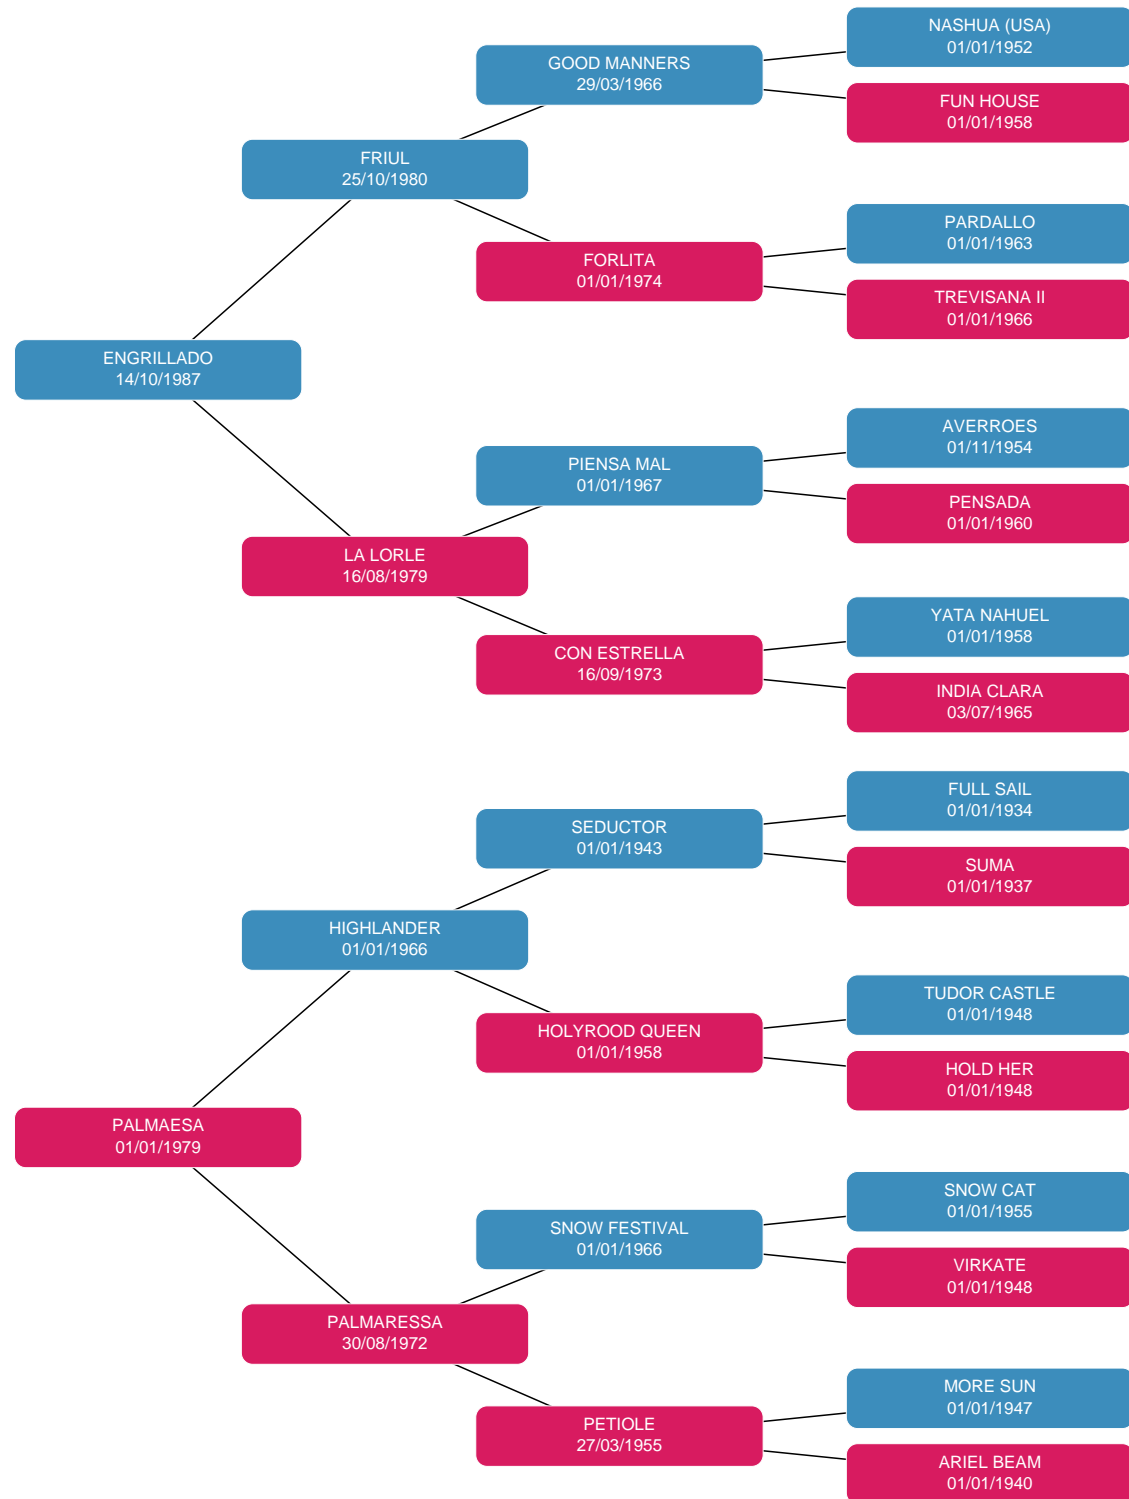 NASHUA (USA)
01/01/1952
GOOD MANNERS
29/03/1966
FUN HOUSE
01/01/1958
FRIUL
25/10/1980
PARDALLO
01/01/1963
FORLITA
01/01/1974
TREVISANA II
01/01/1966
ENGRILLADO
14/10/1987
AVERROES
01/11/1954
PIENSA MAL
01/01/1967
PENSADA
01/01/1960
LA LORLE
16/08/1979
YATA NAHUEL
01/01/1958
CON ESTRELLA
16/09/1973
INDIA CLARA
03/07/1965
FULL SAIL
01/01/1934
SEDUCTOR
01/01/1943
SUMA
01/01/1937
HIGHLANDER
01/01/1966
TUDOR CASTLE
01/01/1948
HOLYROOD QUEEN
01/01/1958
HOLD HER
01/01/1948
PALMAESA
01/01/1979
SNOW CAT
01/01/1955
SNOW FESTIVAL
01/01/1966
VIRKATE
01/01/1948
PALMARESSA
30/08/1972
MORE SUN
01/01/1947
PETIOLE
27/03/1955
ARIEL BEAM
01/01/1940